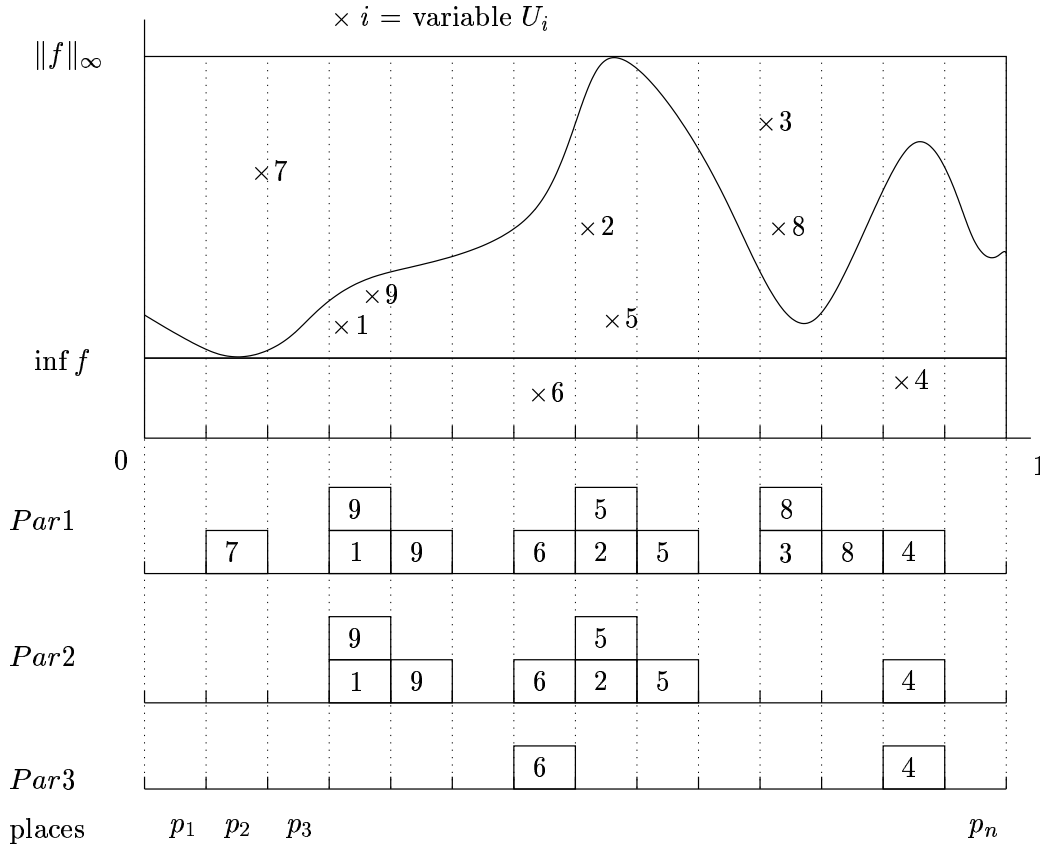 × i = variable U_i
‖f‖_∞
×3
×7
×2
×8
×9
×5
×1
inf f
×4
×6
0
1
9 5 8
Par1
7 1 9 6 2 5 3 8 4
9 5
Par2
1 9 6 2 5 4
6 4
Par3
places p_1 p_2 p_3 p_n